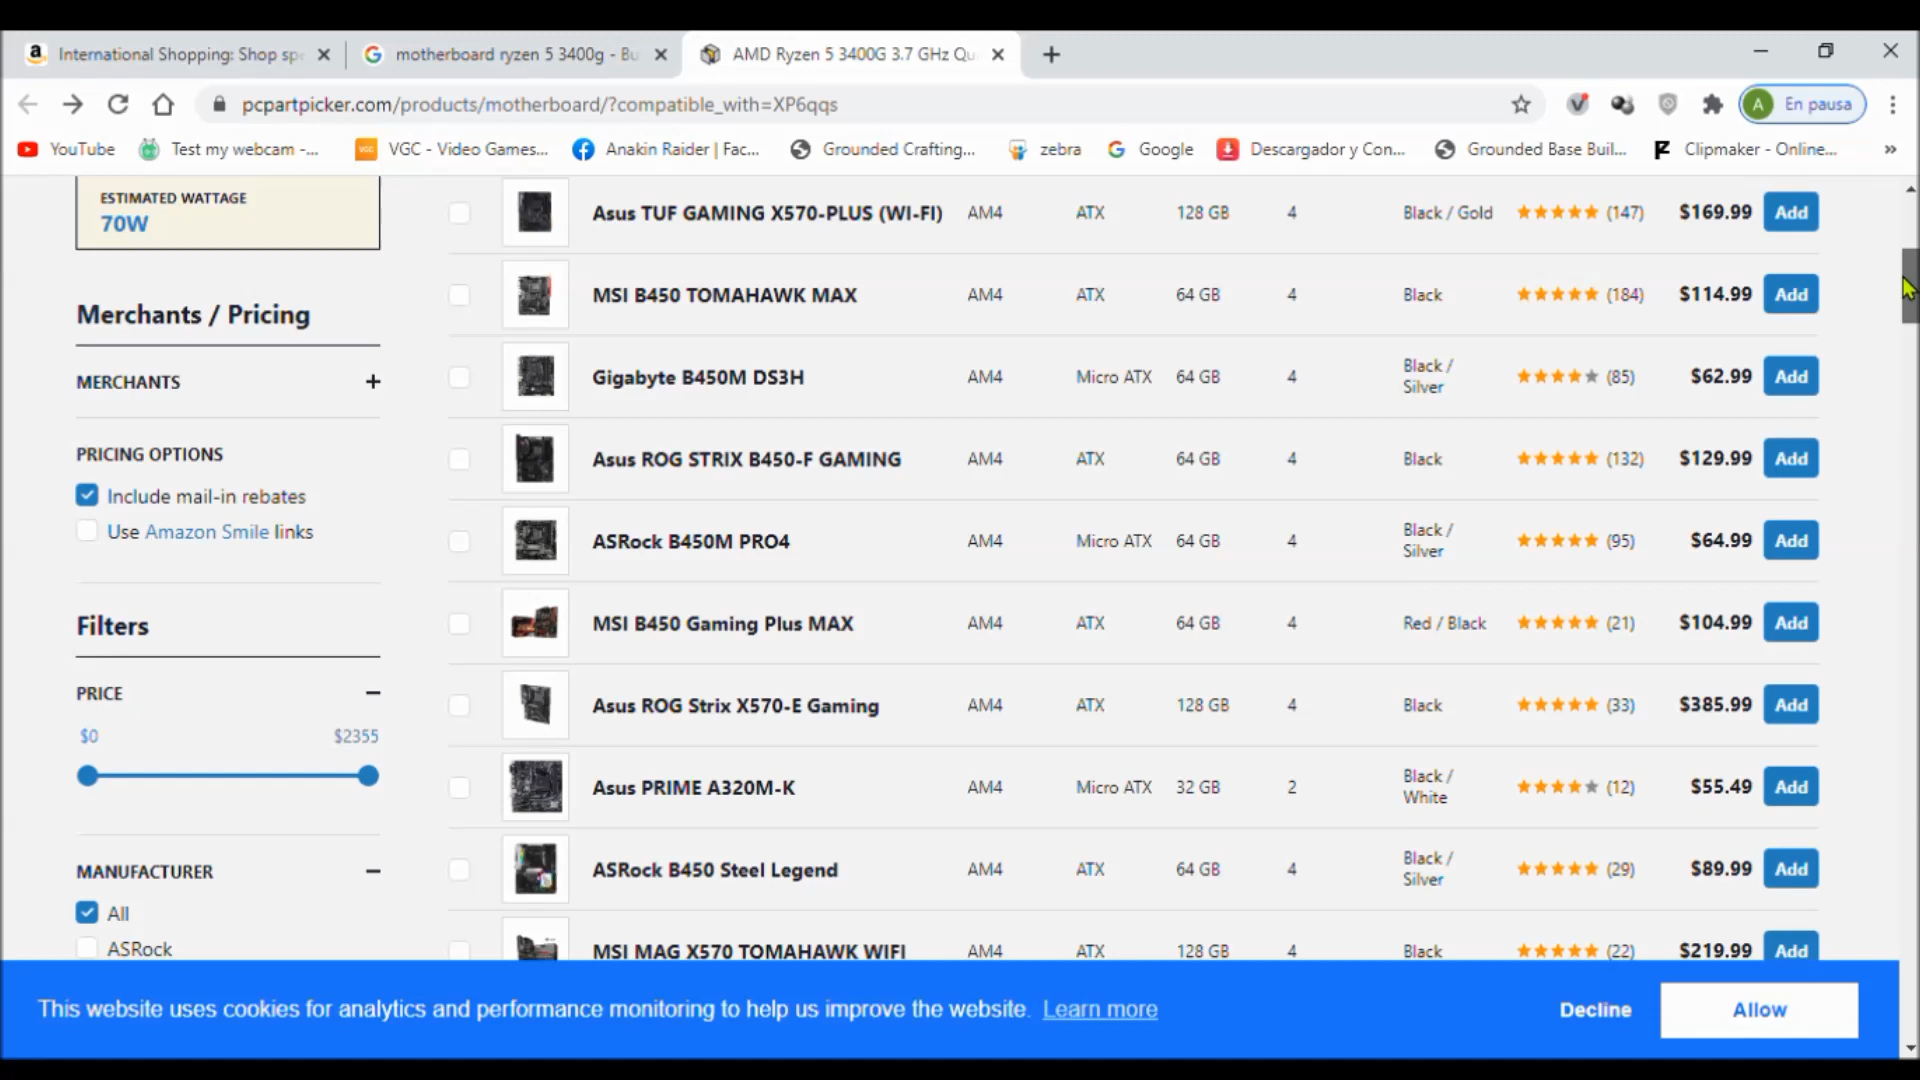 International Shopping: Shop spe
motherboard ryzen 5 3400g - Bu
AMD Ryzen 5 3400G 3.7 GHz Qu
pcpartpicker.com/products/motherboard/?compatible_with=XP6qqs
A En pausa
YouTube
Test my webcam -...
VGC - Video Games...
Anakin Raider | Fac...
Grounded Crafting...
zebra
Google
Descargador y Con...
Grounded Base Buil...
Clipmaker - Online...
»
ESTIMATED WATTAGE
70W
Merchants / Pricing
MERCHANTS +
PRICING OPTIONS
Include mail-in rebates
Use Amazon Smile links
Filters
PRICE
$0 $2355
MANUFACTURER
All
ASRock
Asus TUF GAMING X570-PLUS (WI-FI) AM4 ATX 128 GB 4 Black / Gold (147) $169.99 Add
MSI B450 TOMAHAWK MAX AM4 ATX 64 GB 4 Black (184) $114.99 Add
Gigabyte B450M DS3H AM4 Micro ATX 64 GB 4 Black / Silver (85) $62.99 Add
Asus ROG STRIX B450-F GAMING AM4 ATX 64 GB 4 Black (132) $129.99 Add
ASRock B450M PRO4 AM4 Micro ATX 64 GB 4 Black / Silver (95) $64.99 Add
MSI B450 Gaming Plus MAX AM4 ATX 64 GB 4 Red / Black (21) $104.99 Add
Asus ROG Strix X570-E Gaming AM4 ATX 128 GB 4 Black (33) $385.99 Add
Asus PRIME A320M-K AM4 Micro ATX 32 GB 2 Black / White (12) $55.49 Add
ASRock B450 Steel Legend AM4 ATX 64 GB 4 Black / Silver (29) $89.99 Add
MSI MAG X570 TOMAHAWK WIFI AM4 ATX 128 GB 4 Black (22) $219.99 Add
This website uses cookies for analytics and performance monitoring to help us improve the website. Learn more
Decline
Allow